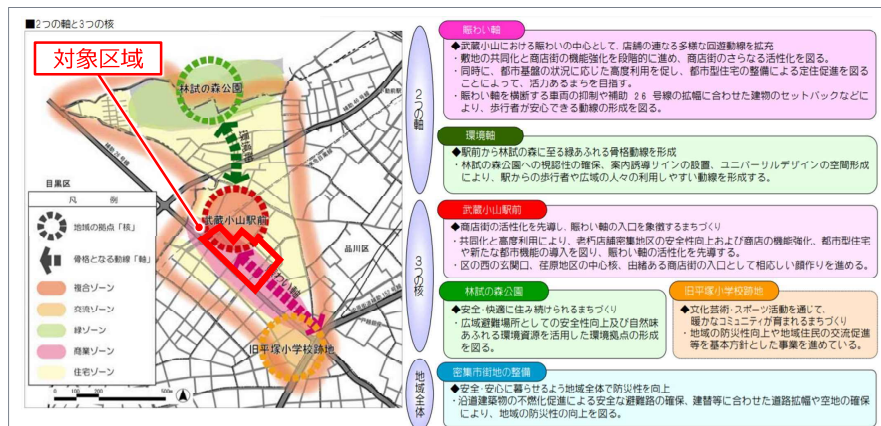 ■2つの軸と3つの核
対象区域
林試の森公園
環境軸
武蔵小山駅前
賑わい軸
旧平塚小学校跡地
目黒区
品川区
補助26号線
凡 例
地域の拠点「核」
骨格となる動線「軸」
複合ゾーン
交流ゾーン
緑ゾーン
商業ゾーン
住宅ゾーン
0 100 200 500m
2つの軸
賑わい軸
◆武蔵小山における賑わいの中心として、店舗の連なる多様な回遊動線を拡充
・敷地の共同化と商店街の機能強化を段階的に進め、商店街のさらなる活性化を図る。
・同時に、都市基盤の状況に応じた高度利用を促し、都市型住宅の整備による定住促進を図る
ことによって、活力あるまちを目指す。
・賑わい軸を横断する車両の抑制や補助 26 号線の拡幅に合わせた建物のセットバックなどに
より、歩行者が安心できる動線の形成を図る。
環境軸
◆駅前から林試の森に至る緑あふれる骨格動線を形成
・林試の森公園への視認性の確保、案内誘導サインの設置、ユニバーサルデザインの空間形成
により、駅からの歩行者や広域の人々の利用しやすい動線を形成する。
3つの核
武蔵小山駅前
◆商店街の活性化を先導し、賑わい軸の入口を象徴するまちづくり
・共同化と高度利用により、老朽店舗密集地区の安全性向上および商店の機能強化、都市型住宅
や新たな都市機能の導入を図り、賑わい軸の活性化を先導する。
・区の西の玄関口、荏原地区の中心核、由緒ある商店街の入口として相応しい顔作りを進める。
林試の森公園
◆安全・快適に住み続けられるまちづくり
・広域避難場所としての安全性向上及び自然味
あふれる環境資源を活用した環境拠点の形成
を図る。
旧平塚小学校跡地
◆文化芸術・スポーツ活動を通じて、
暖かなコミュニティが育まれるまちづくり
・地域の防災性向上や地域住民の交流促進
等を基本方針とした事業を進めている。
地域全体
密集市街地の整備
◆安全・安心に暮らせるよう地域全体で防災性を向上
・沿道建築物の不燃化促進による安全な避難路の確保、建替等に合わせた道路拡幅や空地の確保
により、地域の防災性の向上を図る。